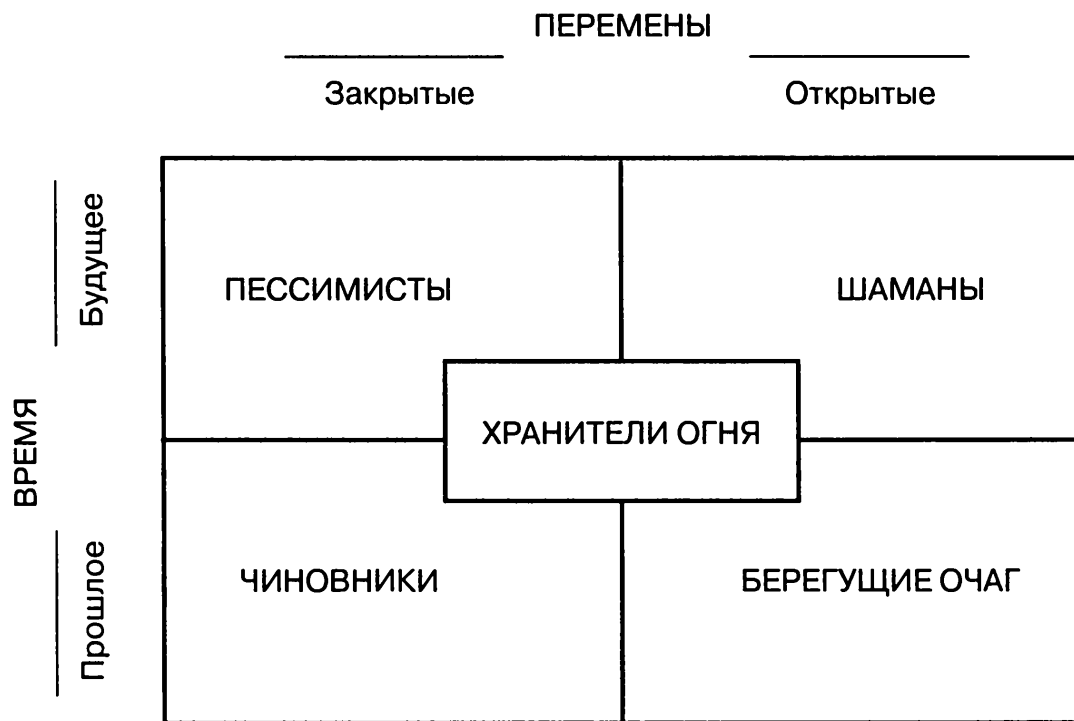 ПЕРЕМЕНЫ
Закрытые Открытые
Будущее
ПЕССИМИСТЫ ШАМАНЫ
ВРЕМЯ
ХРАНИТЕЛИ ОГНЯ
Прошлое
ЧИНОВНИКИ БЕРЕГУЩИЕ ОЧАГ